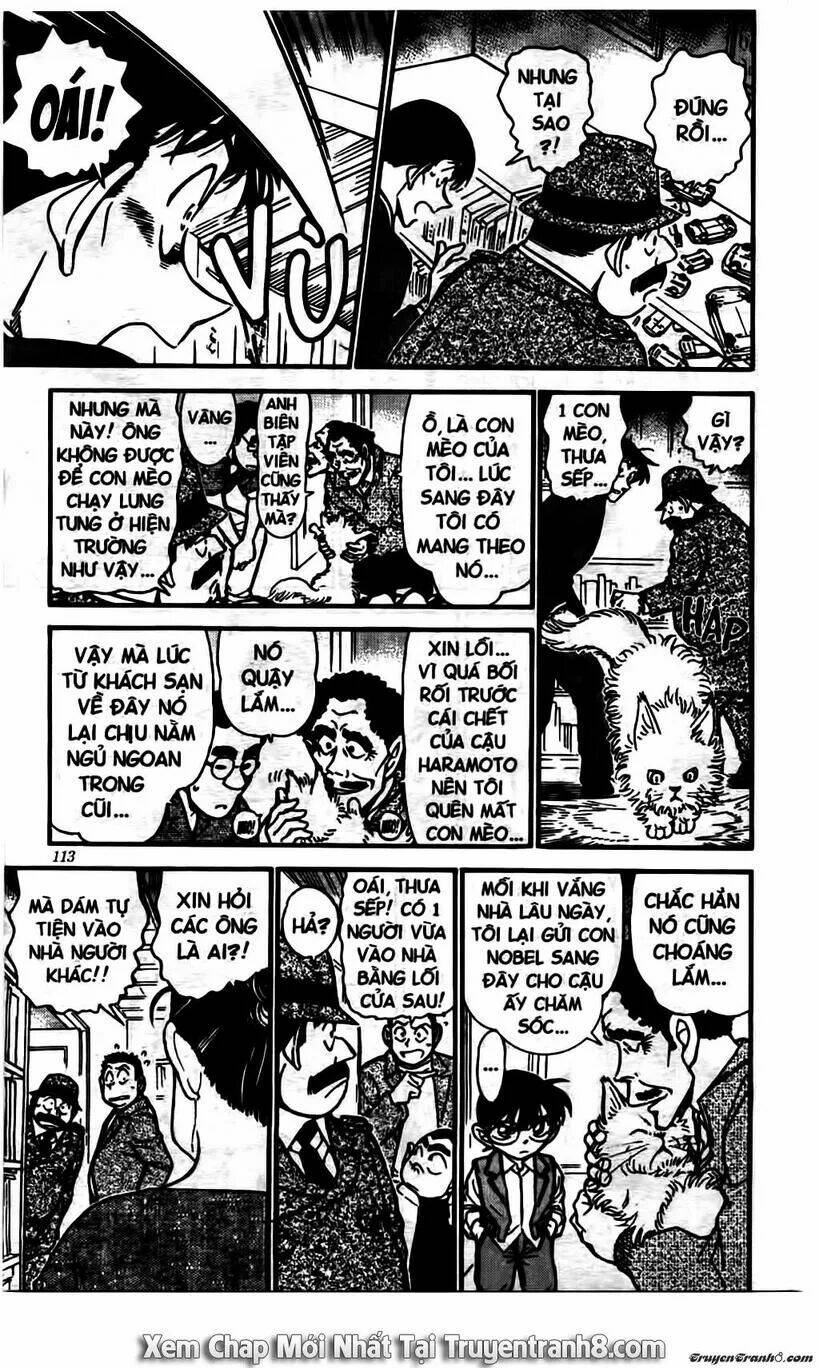 ĐÚNG
RỒI...
NHƯNG
TẠI
SAO
?!
OÁI!
VÙ
GÌ
VẬY?
1 CON
MÈO,
THƯA
SẾP...
HẤP
Ồ, LÀ CON
MÈO CỦA
TÔI... LÚC
SANG ĐÂY
TÔI CÓ
MANG THEO
NÓ...
ANH
BIÊN
TẬP
VIÊN
CŨNG
THẤY
MÀ?
VÂNG
...
NHƯNG MÀ
NÀY! ÔNG
KHÔNG ĐƯỢC
ĐỂ CON MÈO
CHẠY LUNG
TUNG Ở HIỆN
TRƯỜNG
NHƯ VẬY...
XIN LỖI...
VÌ QUÁ BỐI
RỐI TRƯỚC
CÁI CHẾT
CỦA CẬU
HARAMOTO
NÊN TÔI
QUÊN MẤT
CON MÈO...
NÓ
QUẬY
LẮM...
VẬY MÀ LÚC
TỪ KHÁCH SẠN
VỀ ĐÂY NÓ
LẠI CHỊU NẰM
NGỦ NGOAN
TRONG
CŨI...
113
CHẮC HẲN
NÓ CŨNG
CHOÁNG
LẮM...
MỖI KHI VẮNG
NHÀ LÂU NGÀY,
TÔI LẠI GỬI CON
NOBEL SANG
ĐÂY CHO CẬU
ẤY CHĂM
SÓC...
...
OÁI, THƯA
SẾP! CÓ 1
NGƯỜI VỪA
VÀO NHÀ
BẰNG LỐI
CỬA SAU!
HẢ?
XIN HỎI
CÁC ÔNG
LÀ AI?!
MÀ DÁM TỰ
TIỆN VÀO
NHÀ NGƯỜI
KHÁC!!
Xem Chap Mới Nhất Tại Truyentranh8.com
TruyenTranh8.com